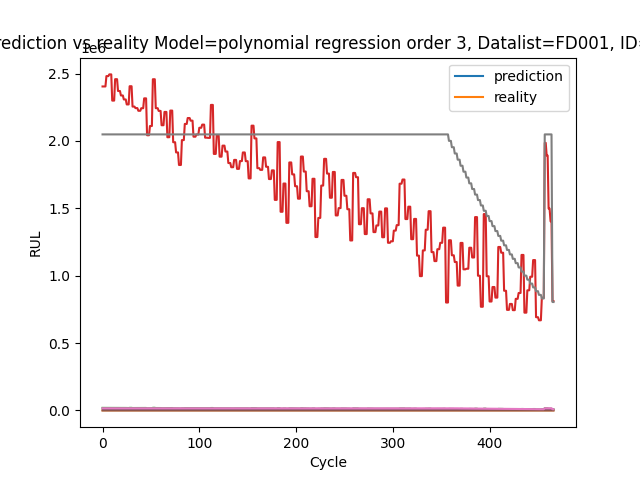 rediction vs reality Model=polynomial regression order 3, Datalist=FD001, ID=
1e6
2.5
2.0
1.5
1.0
0.5
0.0
RUL
prediction
reality
0 100 200 300 400
Cycle